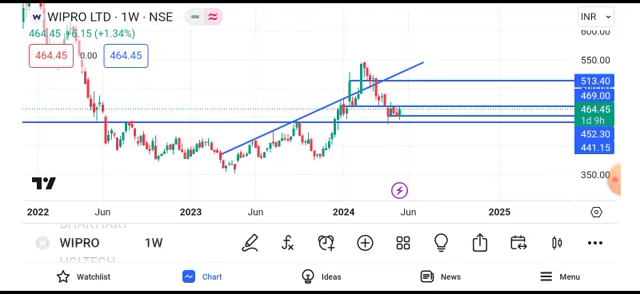 WIPRO LTD · 1W · NSE
INR
600.00
464.45 +6.15 (+1.34%)
464.45 0.00 464.45
550.00
513.40
469.00
464.45
1d 9h
452.30
441.15
350.00
2022 Jun 2023 Jun 2024 Jun 2025
WIPRO 1W
Watchlist Chart Ideas News Menu